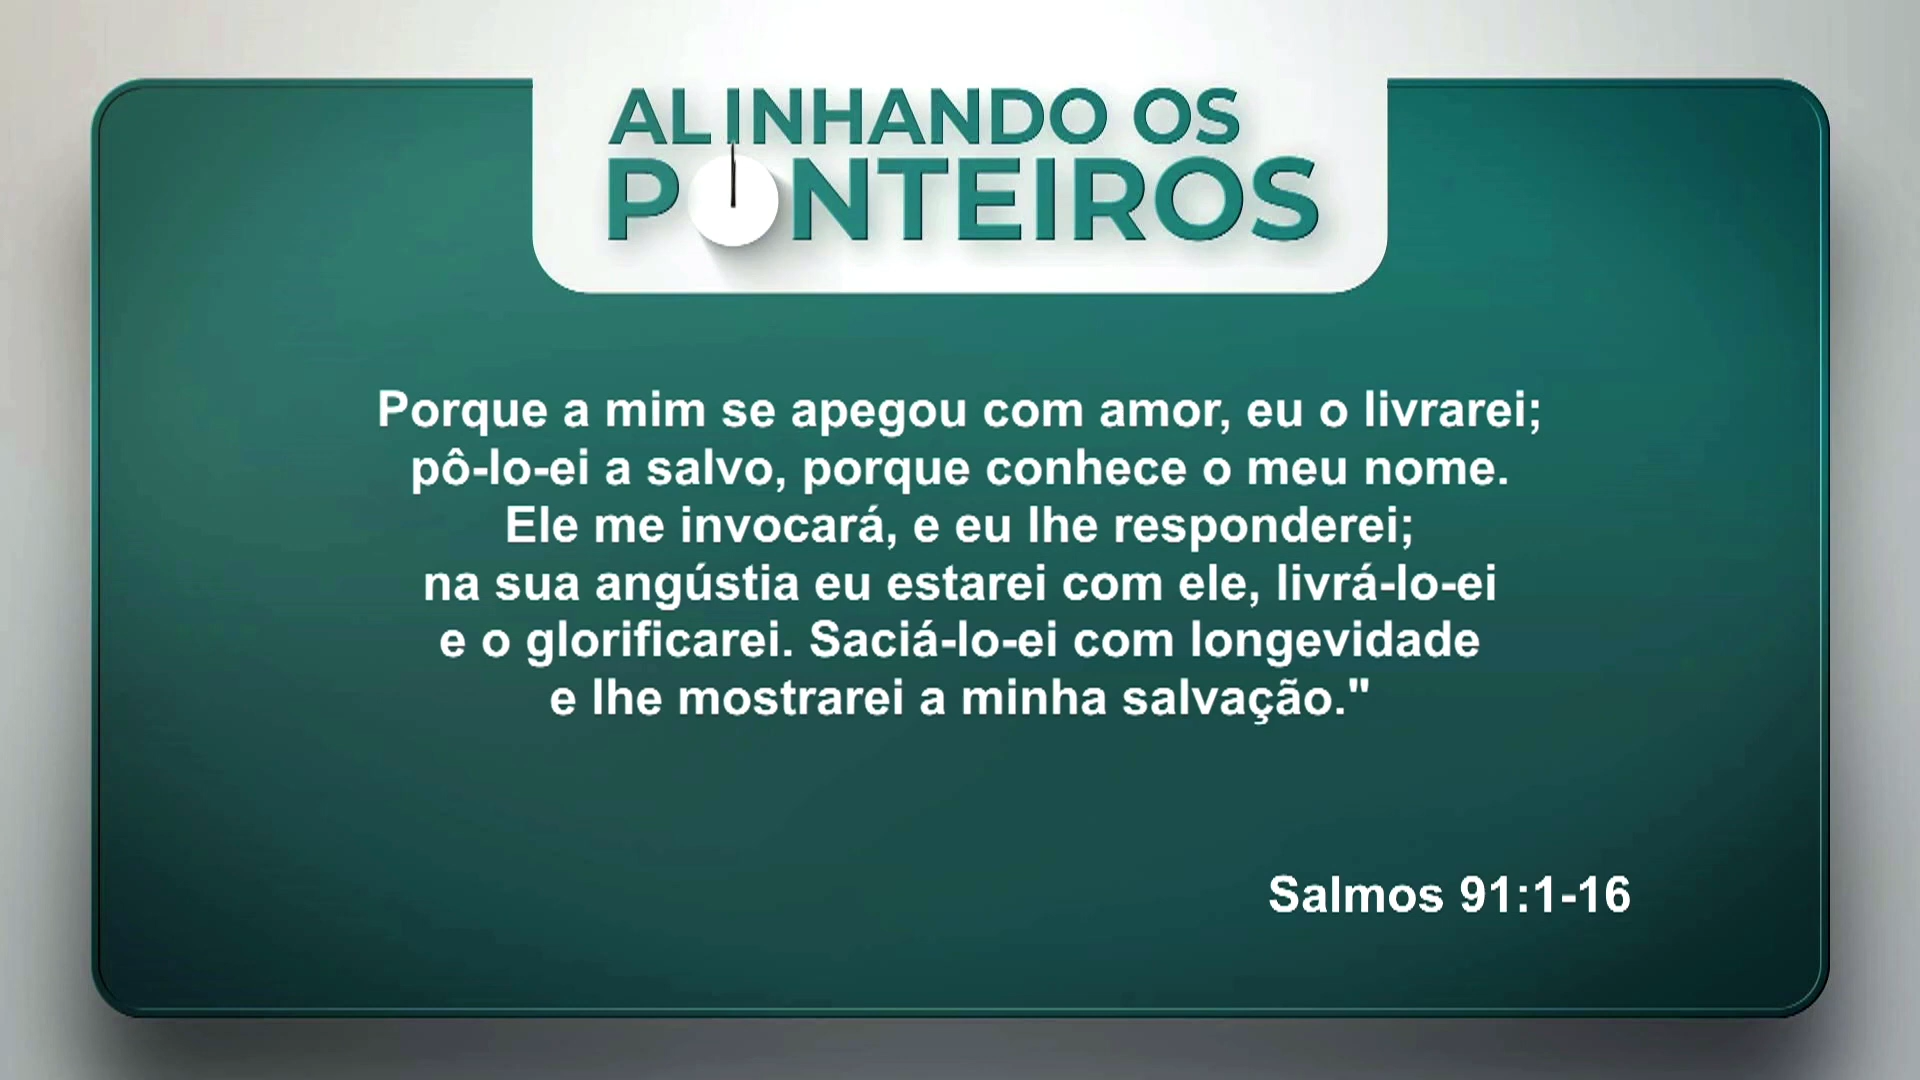 ALINHANDO OS
PONTEIROS
Porque a mim se apegou com amor, eu o livrarei;
pô-lo-ei a salvo, porque conhece o meu nome.
Ele me invocará, e eu lhe responderei;
na sua angústia eu estarei com ele, livrá-lo-ei
e o glorificarei. Saciá-lo-ei com longevidade
e lhe mostrarei a minha salvação."
Salmos 91:1-16